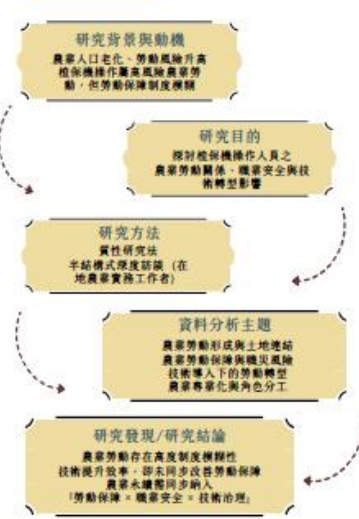 研究背景與動機
農業人口老化、勞動風險升高
植保機操作屬高風險農業勞
動，但勞動保障制度模糊
研究目的
探討植保機操作人員之
農業勞動關係、職業安全與技
術轉型影響
研究方法
質性研究法
半結構式深度訪談（在
地農業實務工作者）
資料分析主題
農業勞動形成與土地連結
農業勞動保障與職災風險
技術導入下的勞動轉型
農業專業化與角色分工
研究發現/研究結論
農業勞動存在高度制度模糊性
技術提升效率，卻未同步改善勞動保障
農業永續需同步納入
「勞動保障 × 職業安全 × 技術治理」